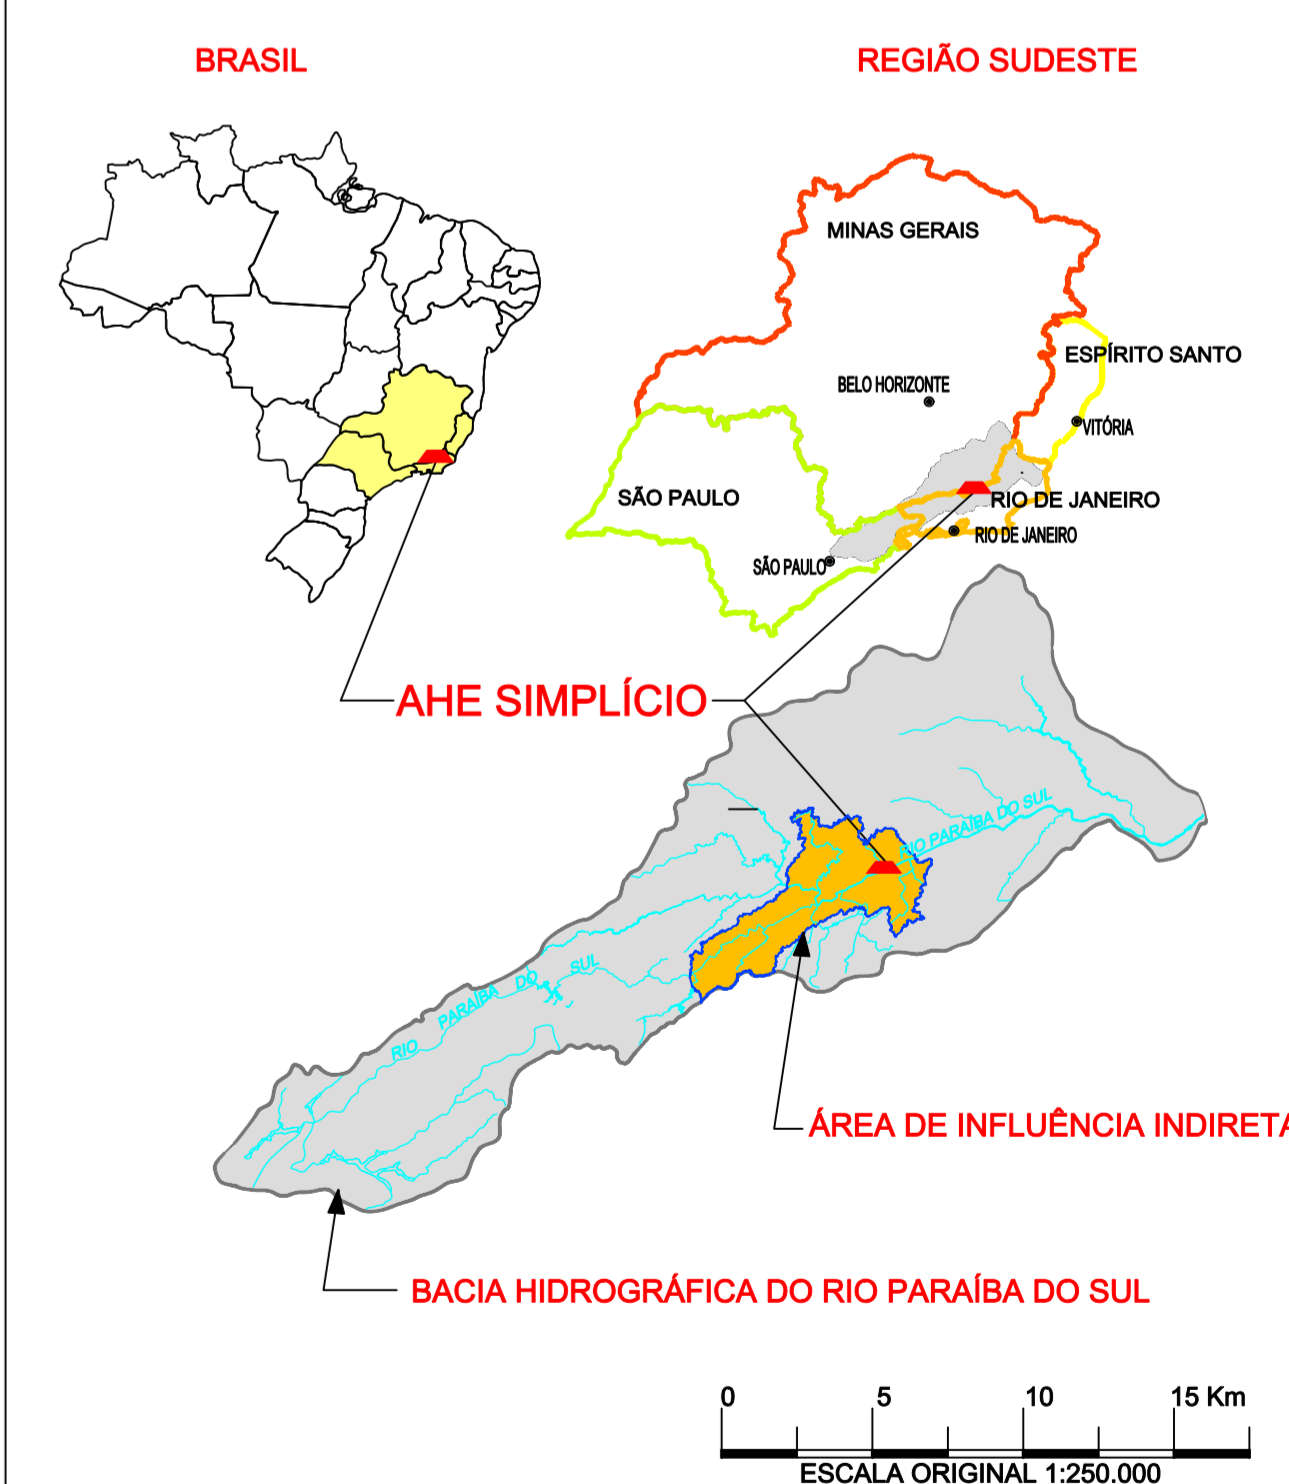 BRASIL
REGIÃO SUDESTE
MINAS GERAIS
ESPÍRITO SANTO
BELO HORIZONTE
VITÓRIA
SÃO PAULO
RIO DE JANEIRO
RIO DE JANEIRO
SÃO PAULO
AHE SIMPLÍCIO
RIO PARAÍBA DO SUL
RIO PARAÍBA DO SUL
ÁREA DE INFLUÊNCIA INDIRETA
BACIA HIDROGRÁFICA DO RIO PARAÍBA DO SUL
0 5 10 15 Km
ESCALA ORIGINAL 1:250.000